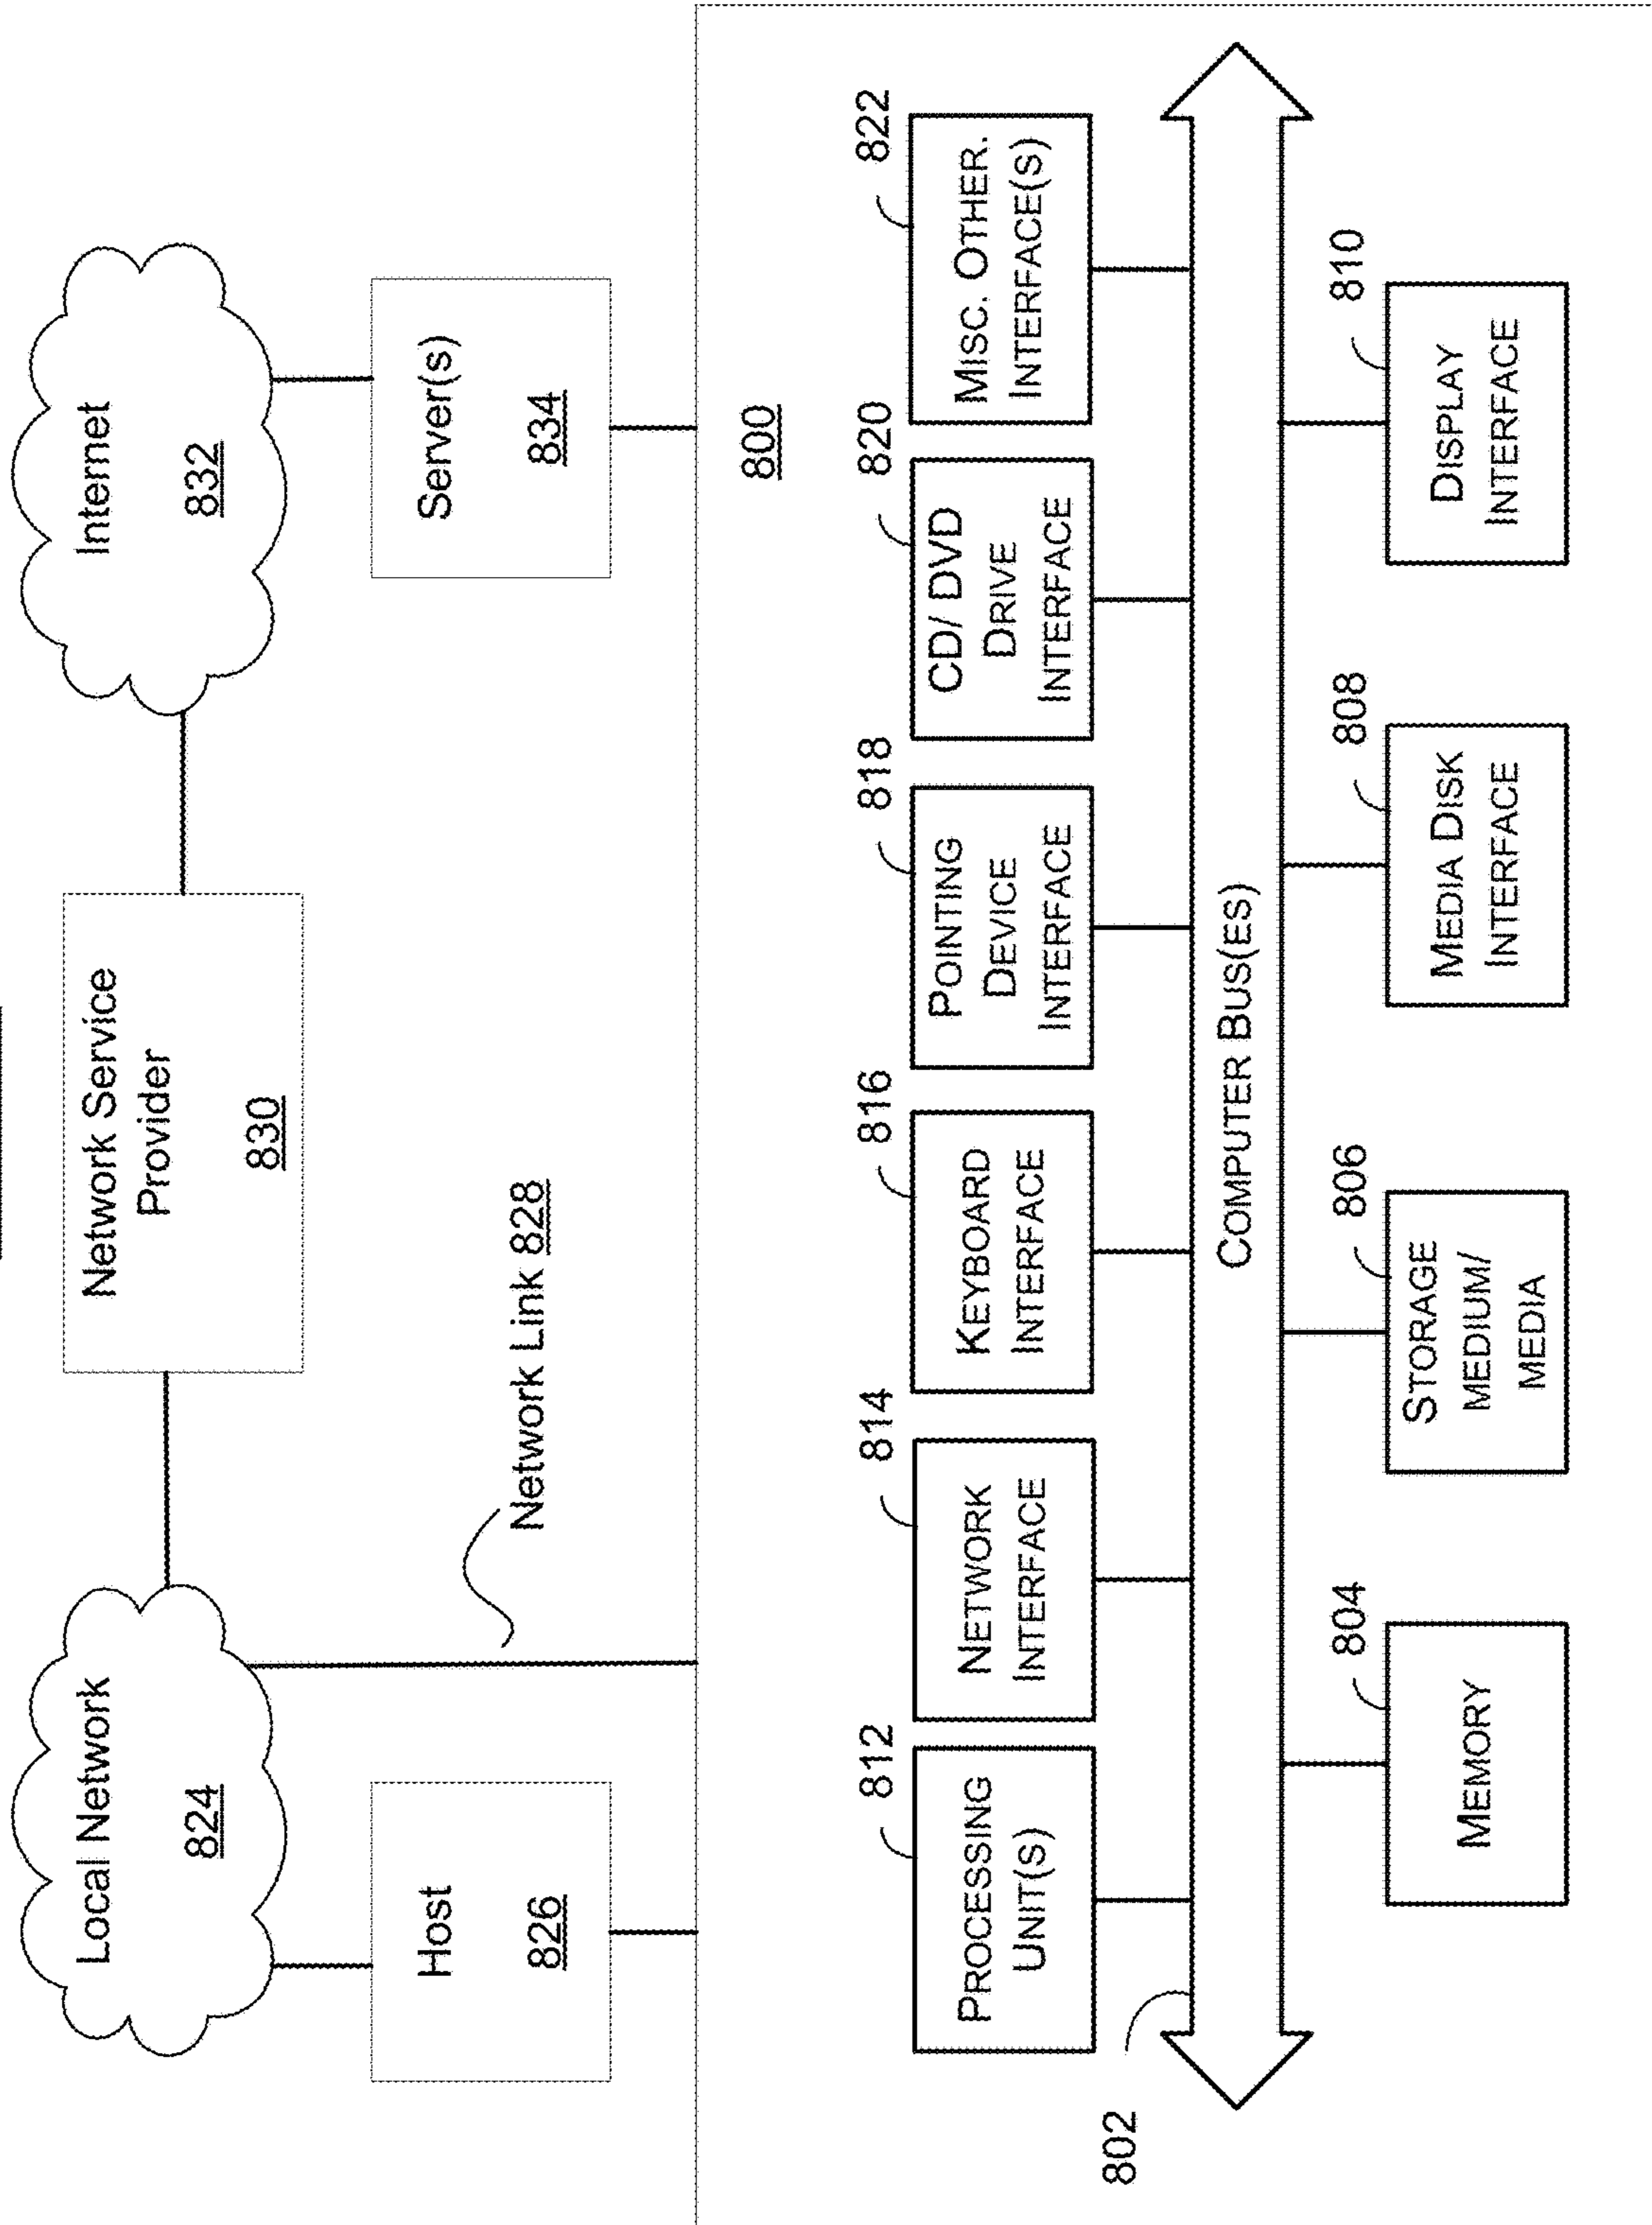 Local Network
824
Network Service
Provider
830
Internet
832
Host
826
Network Link 828
Server(s)
834
800
812
PROCESSING
UNIT(S)
814
NETWORK
INTERFACE
816
KEYBOARD
INTERFACE
818
POINTING
DEVICE
INTERFACE
820
CD/ DVD
DRIVE
INTERFACE
822
MISC. OTHER.
INTERFACE(S)
802
COMPUTER BUS(ES)
804
MEMORY
806
STORAGE
MEDIUM/
MEDIA
808
MEDIA DISK
INTERFACE
810
DISPLAY
INTERFACE